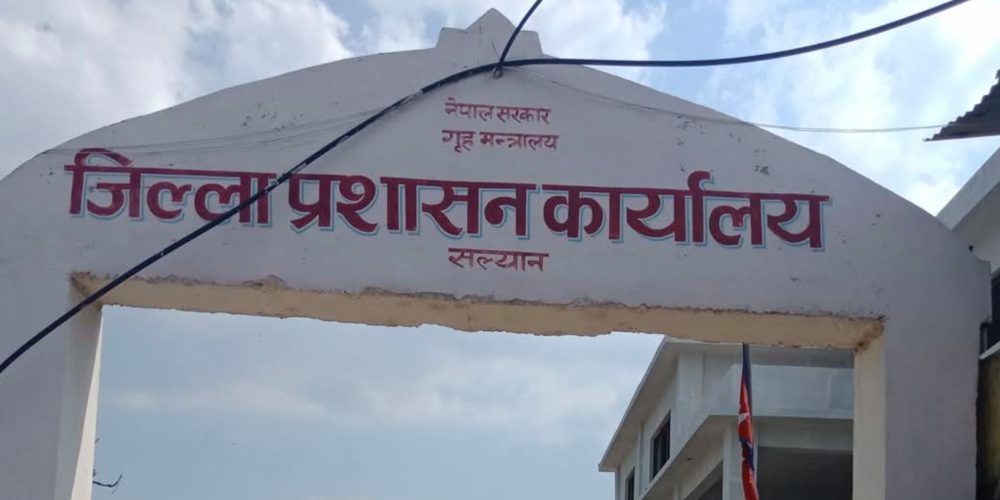 नेपाल सरकार
गृह मन्त्रालय
जिल्ला प्रशासन कार्यालय
सल्यान